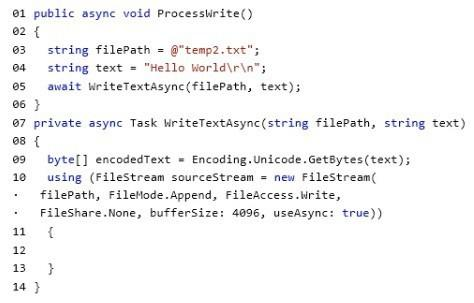 01 public async void ProcessWrite()
02 {
03 string filePath = @"temp2.txt";
04 string text = "Hello World\r\n";
05 await WriteTextAsync(filePath, text);
06 }
07 private async Task WriteTextAsync(string filePath, string text)
08 {
09 byte[] encodedText = Encoding.Unicode.GetBytes(text);
10 using (FileStream sourceStream = new FileStream(
· filePath, FileMode.Append, FileAccess.Write,
· FileShare.None, bufferSize: 4096, useAsync: true))
11 {
12
13 }
14 }